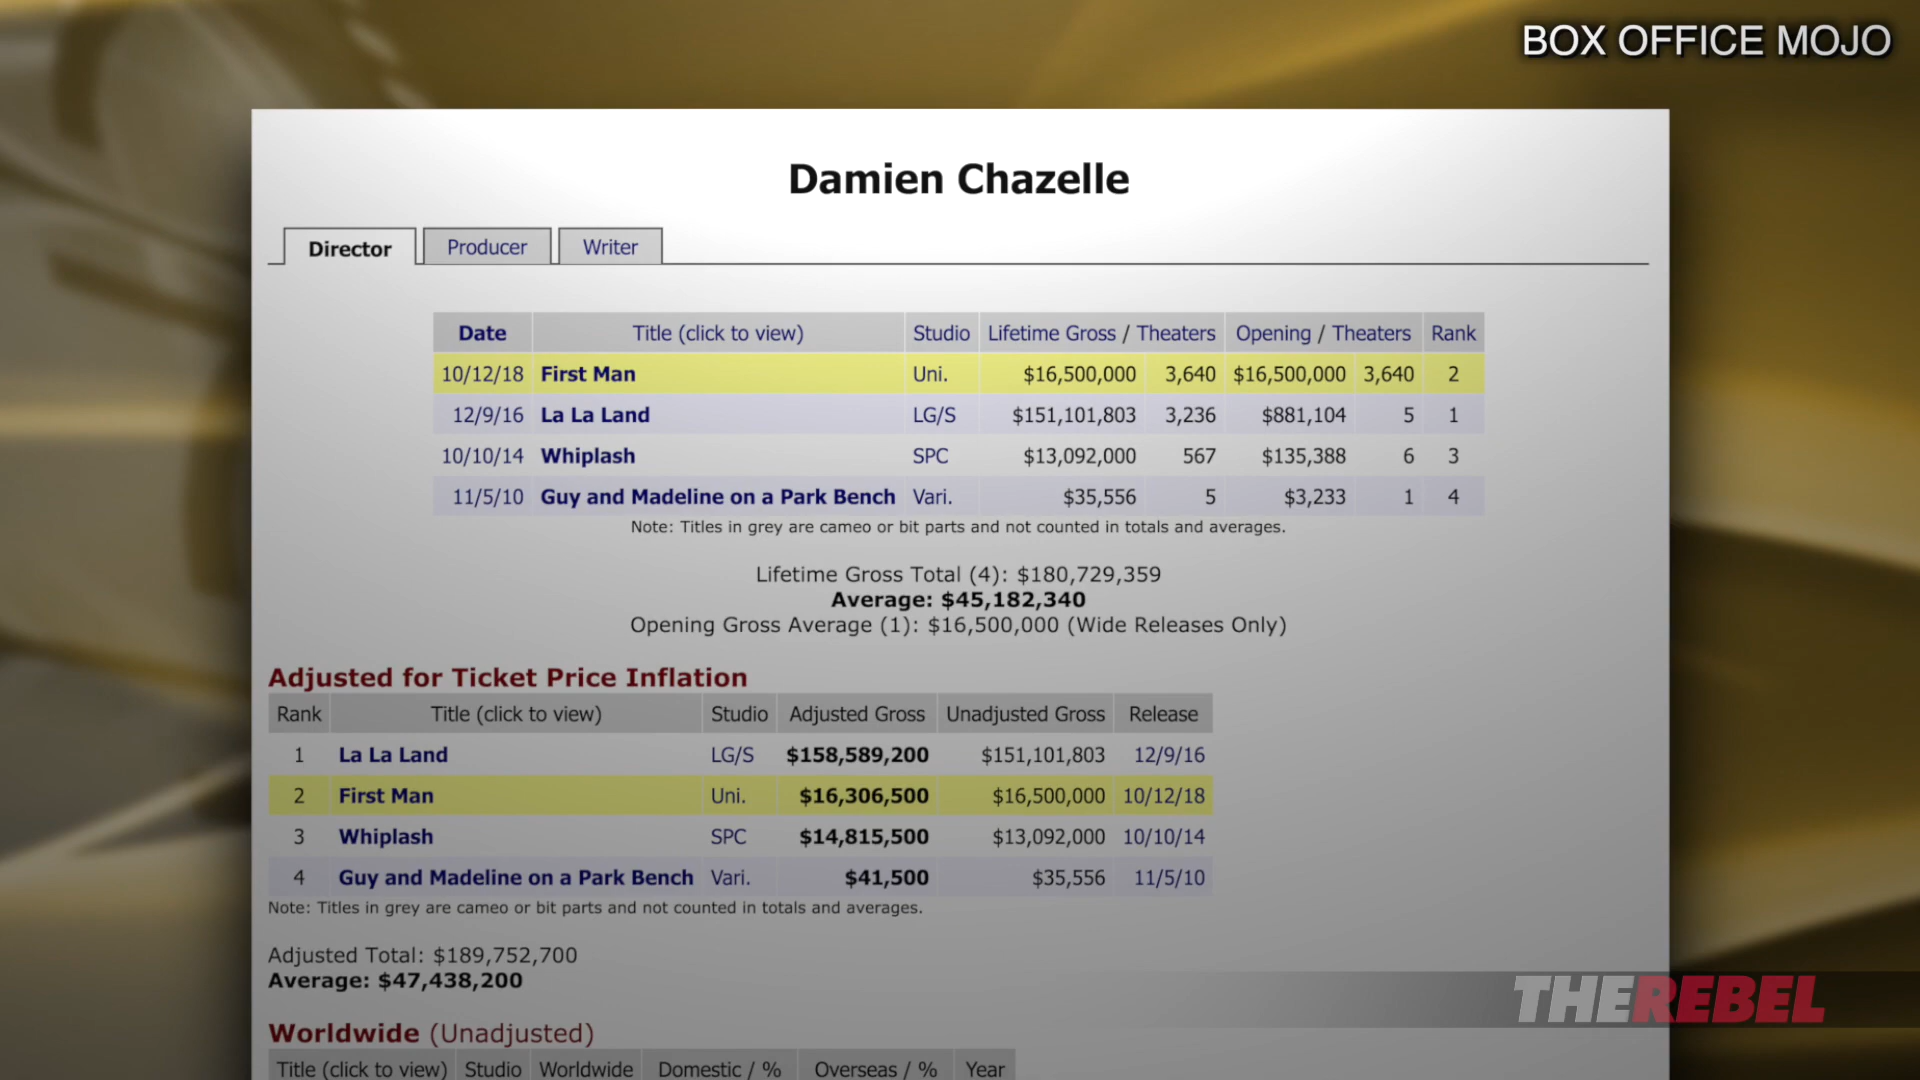 BOX OFFICE MOJO
Damien Chazelle
Director Producer Writer
Date Title (click to view) Studio Lifetime Gross / Theaters Opening / Theaters Rank
10/12/18 First Man Uni. $16,500,000 3,640 $16,500,000 3,640 2
12/9/16 La La Land LG/S $151,101,803 3,236 $881,104 5 1
10/10/14 Whiplash SPC $13,092,000 567 $135,388 6 3
11/5/10 Guy and Madeline on a Park Bench Vari. $35,556 5 $3,233 1 4
Note: Titles in grey are cameo or bit parts and not counted in totals and averages.
Lifetime Gross Total (4): $180,729,359
Average: $45,182,340
Opening Gross Average (1): $16,500,000 (Wide Releases Only)
Adjusted for Ticket Price Inflation
Rank Title (click to view) Studio Adjusted Gross Unadjusted Gross Release
1 La La Land LG/S $158,589,200 $151,101,803 12/9/16
2 First Man Uni. $16,306,500 $16,500,000 10/12/18
3 Whiplash SPC $14,815,500 $13,092,000 10/10/14
4 Guy and Madeline on a Park Bench Vari. $41,500 $35,556 11/5/10
Note: Titles in grey are cameo or bit parts and not counted in totals and averages.
Adjusted Total: $189,752,700
Average: $47,438,200
THEREBEL
Worldwide (Unadjusted)
Title (click to view) Studio Worldwide Domestic / % Overseas / % Year